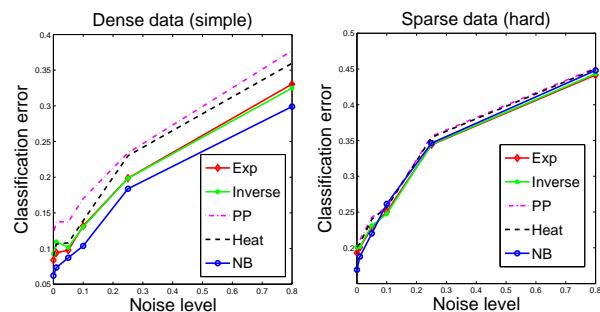 Dense data (simple)
Classification error
0.4
0.35
0.3
0.25
0.2
0.15
0.1
0.05
0 0.1 0.2 0.3 0.4 0.5 0.6 0.7 0.8
Noise level
Exp
Inverse
PP
Heat
NB
Sparse data (hard)
Classification error
0.5
0.45
0.4
0.35
0.3
0.25
0.2
0 0.1 0.2 0.3 0.4 0.5 0.6 0.7 0.8
Noise level
Exp
Inverse
PP
Heat
NB